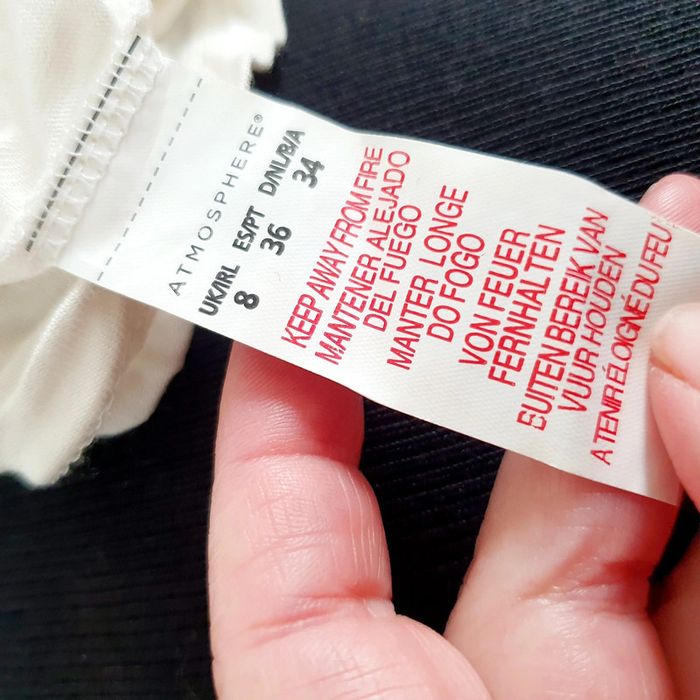 ATMOSPHERE®
UK/IRL ES/PT D/NL/B/A
8 36 34
KEEP AWAY FROM FIRE
MANTENER ALEJADO
DEL FUEGO
MANTER LONGE
DO FOGO
VON FEUER
FERNHALTEN
BUITEN BEREIK VAN
VUUR HOUDEN
A TENIR ÉLOIGNÉ DU FEU